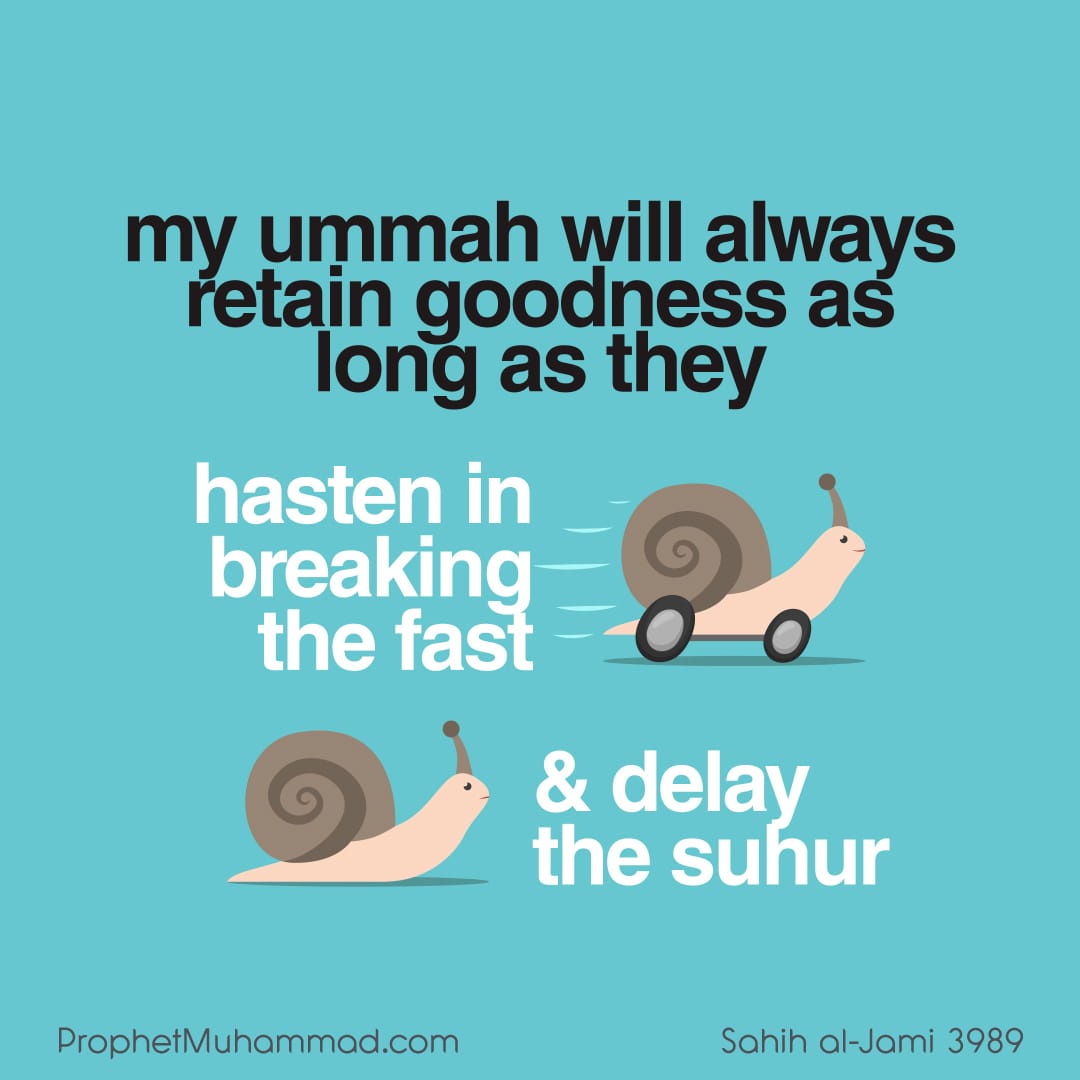 my ummah will always
retain goodness as
long as they
hasten in
breaking
the fast
& delay
the suhur
ProphetMuhammad.com
Sahih al-Jami 3989